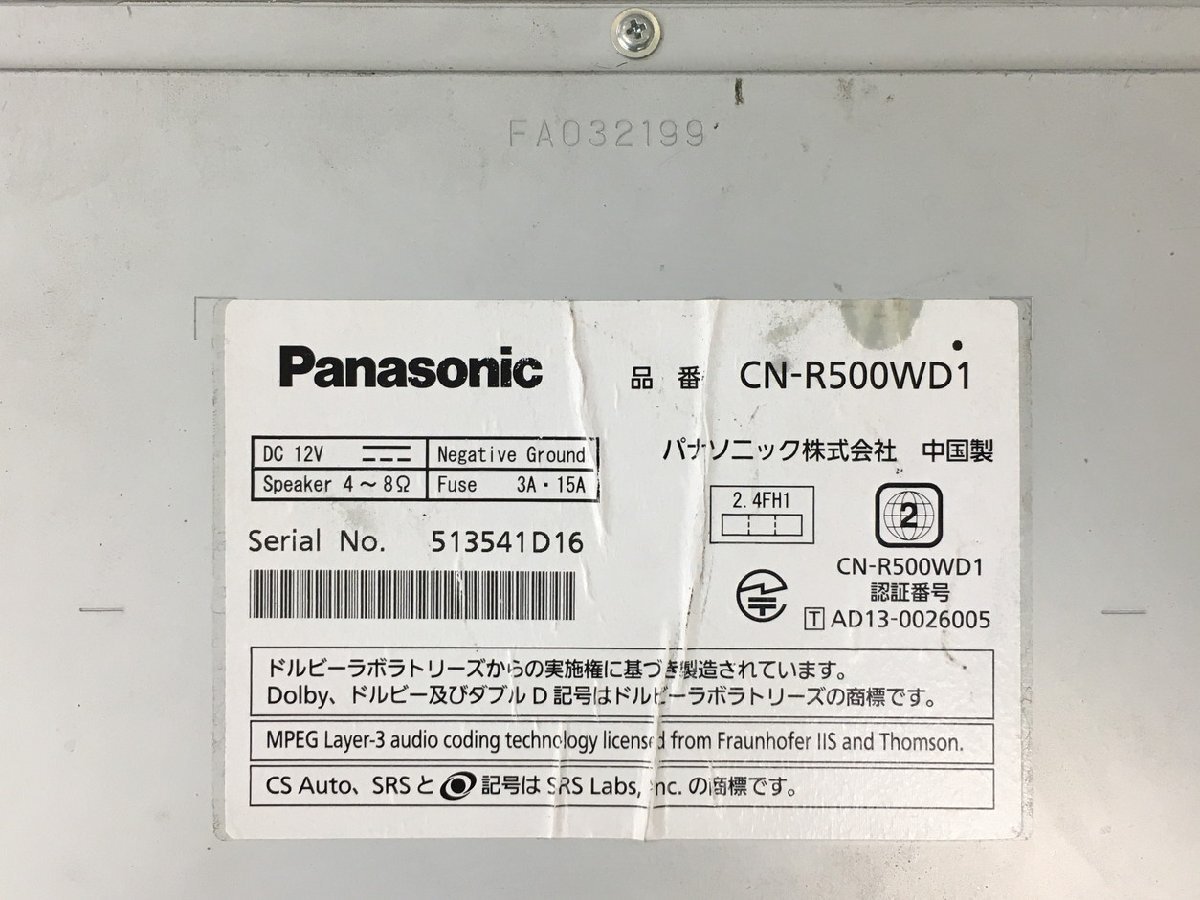 FA032199
Panasonic 品番 CN-R500WD1
DC 12V Negative Ground
Speaker 4～8Ω Fuse 3A・15A
パナソニック株式会社 中国製
2.4FH1
2
Serial No. 513541D16
CN-R500WD1
認証番号
T AD13-0026005
ドルビーラボラトリーズからの実施権に基づき製造されています。
Dolby、ドルビー及びダブル D 記号はドルビーラボラトリーズの商標です。
MPEG Layer-3 audio coding technology licensed from Fraunhofer IIS and Thomson.
CS Auto、SRSと 記号は SRS Labs, Inc. の商標です。